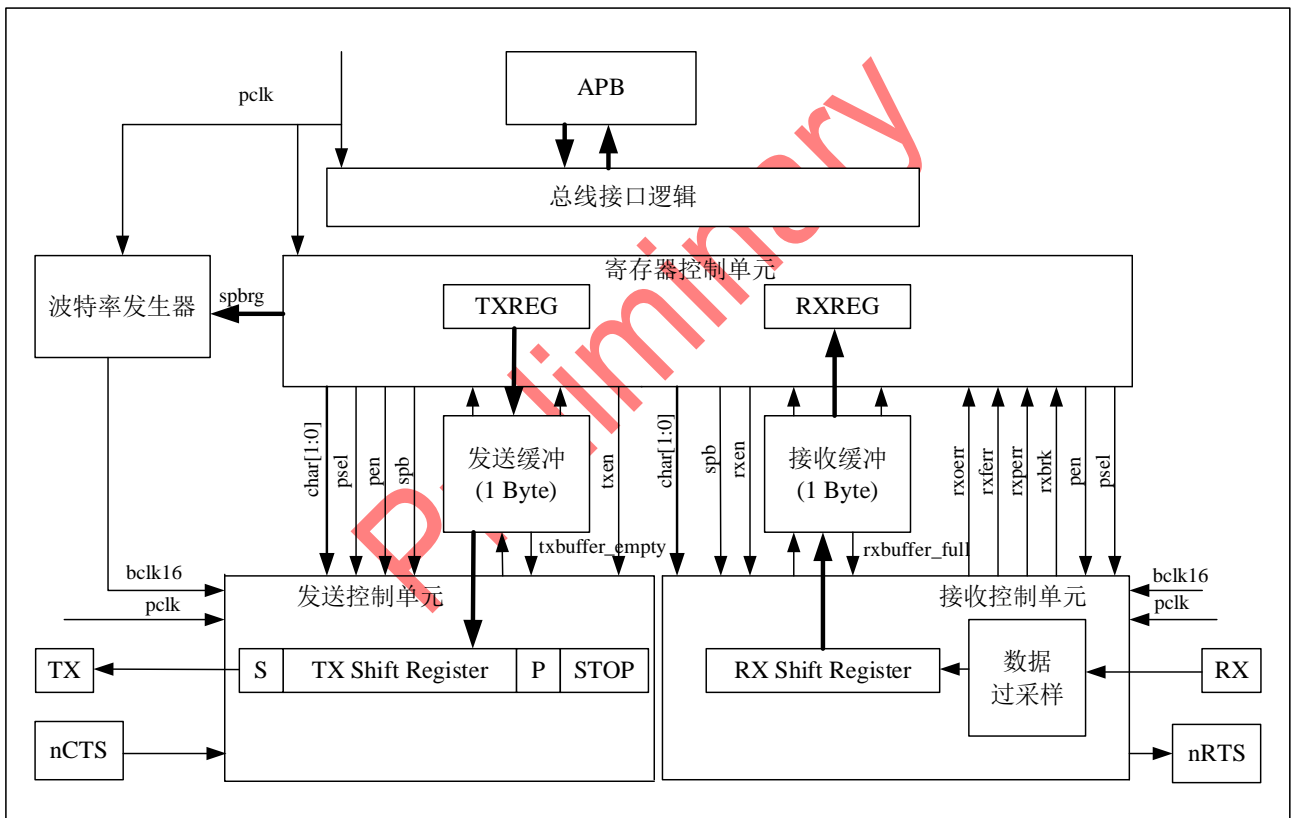 pclk
APB
总线接口逻辑
寄存器控制单元
波特率发生器
spbrg
TXREG
RXREG
char[1:0]
psel
pen
spb
发送缓冲
(1 Byte)
txen
char[1:0]
spb
rxen
接收缓冲
(1 Byte)
rxoerr
rxferr
rxperr
rxbrk
pen
psel
txbuffer_empty
rxbuffer_full
bclk16
pclk
发送控制单元
接收控制单元
bclk16
pclk
TX
S
TX Shift Register
P
STOP
RX Shift Register
数据
过采样
RX
nCTS
nRTS
Preliminary